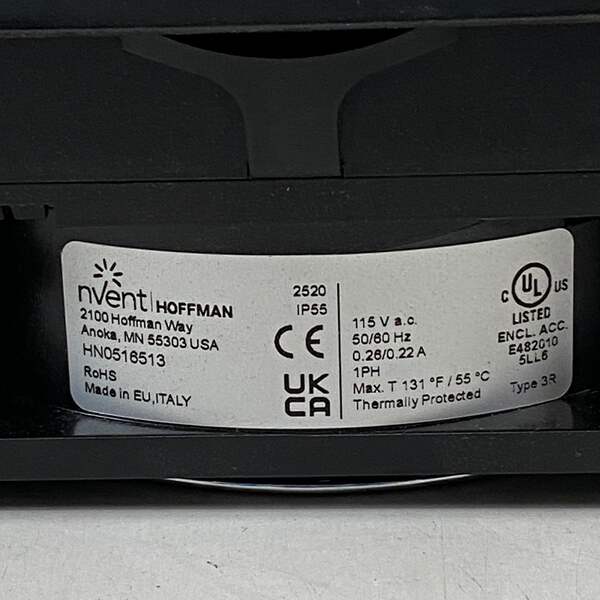 nVent HOFFMAN
2100 Hoffman Way
Anoka, MN 55303 USA
HN0516513
RoHS
Made in EU, ITALY
2520
IP55
CE
UK
CA
115 V a.c.
50/60 Hz
0.26/0.22 A
1PH
Max. T 131 °F / 55 °C
Thermally Protected
C UL US
LISTED
ENCL. ACC.
E482010
5LL6
Type 3R